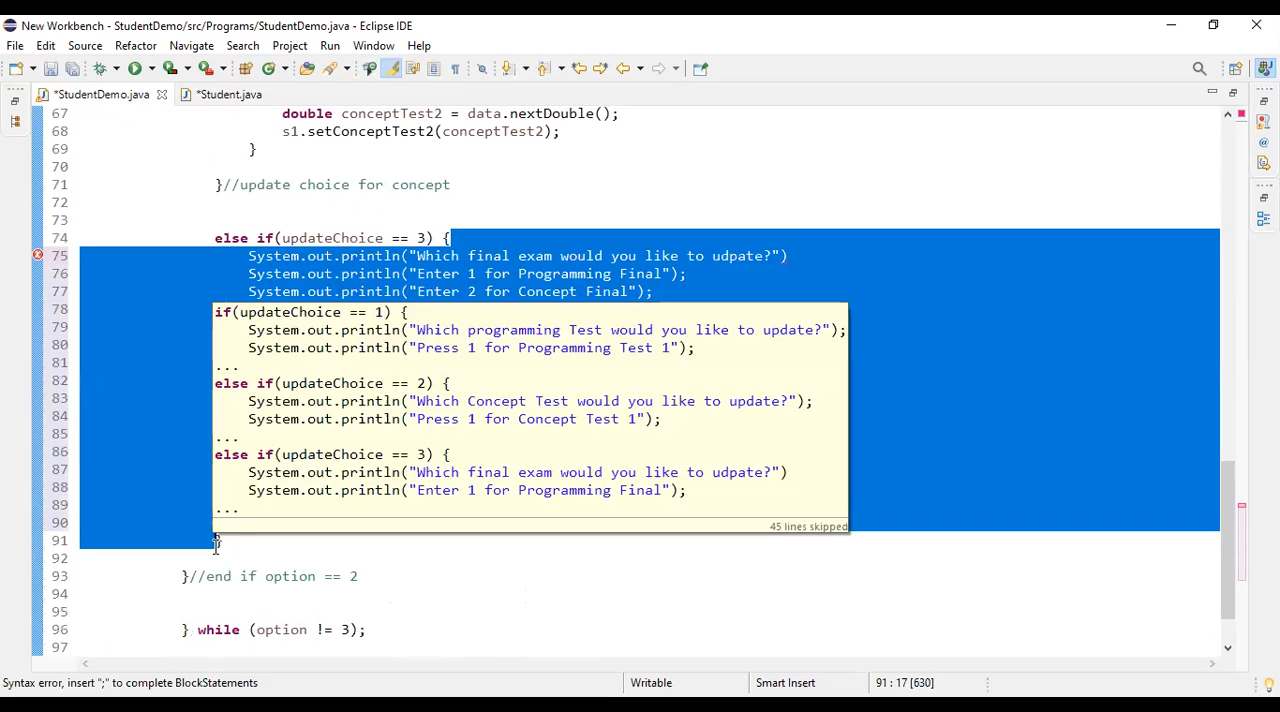 New Workbench - StudentDemo/src/Programs/StudentDemo.java - Eclipse IDE
File Edit Source Refactor Navigate Search Project Run Window Help
*StudentDemo.java *Student.java
67 double conceptTest2 = data.nextDouble();
68 s1.setConceptTest2(conceptTest2);
69 }
70
71 }//update choice for concept
72
73
74 else if(updateChoice == 3) {
75 System.out.println("Which final exam would you like to udpate?")
76 System.out.println("Enter 1 for Programming Final");
77 System.out.println("Enter 2 for Concept Final");
78 if(updateChoice == 1) {
79 System.out.println("Which programming Test would you like to update?");
80 System.out.println("Press 1 for Programming Test 1");
81 ...
82 else if(updateChoice == 2) {
83 System.out.println("Which Concept Test would you like to update?");
84 System.out.println("Press 1 for Concept Test 1");
85 ...
86 else if(updateChoice == 3) {
87 System.out.println("Which final exam would you like to udpate?")
88 System.out.println("Enter 1 for Programming Final");
89 ...
90 45 lines skipped
91 }
92
93 }//end if option == 2
94
95
96 } while (option != 3);
97
Syntax error, insert ";" to complete BlockStatements Writable Smart Insert 91 : 17 [630]